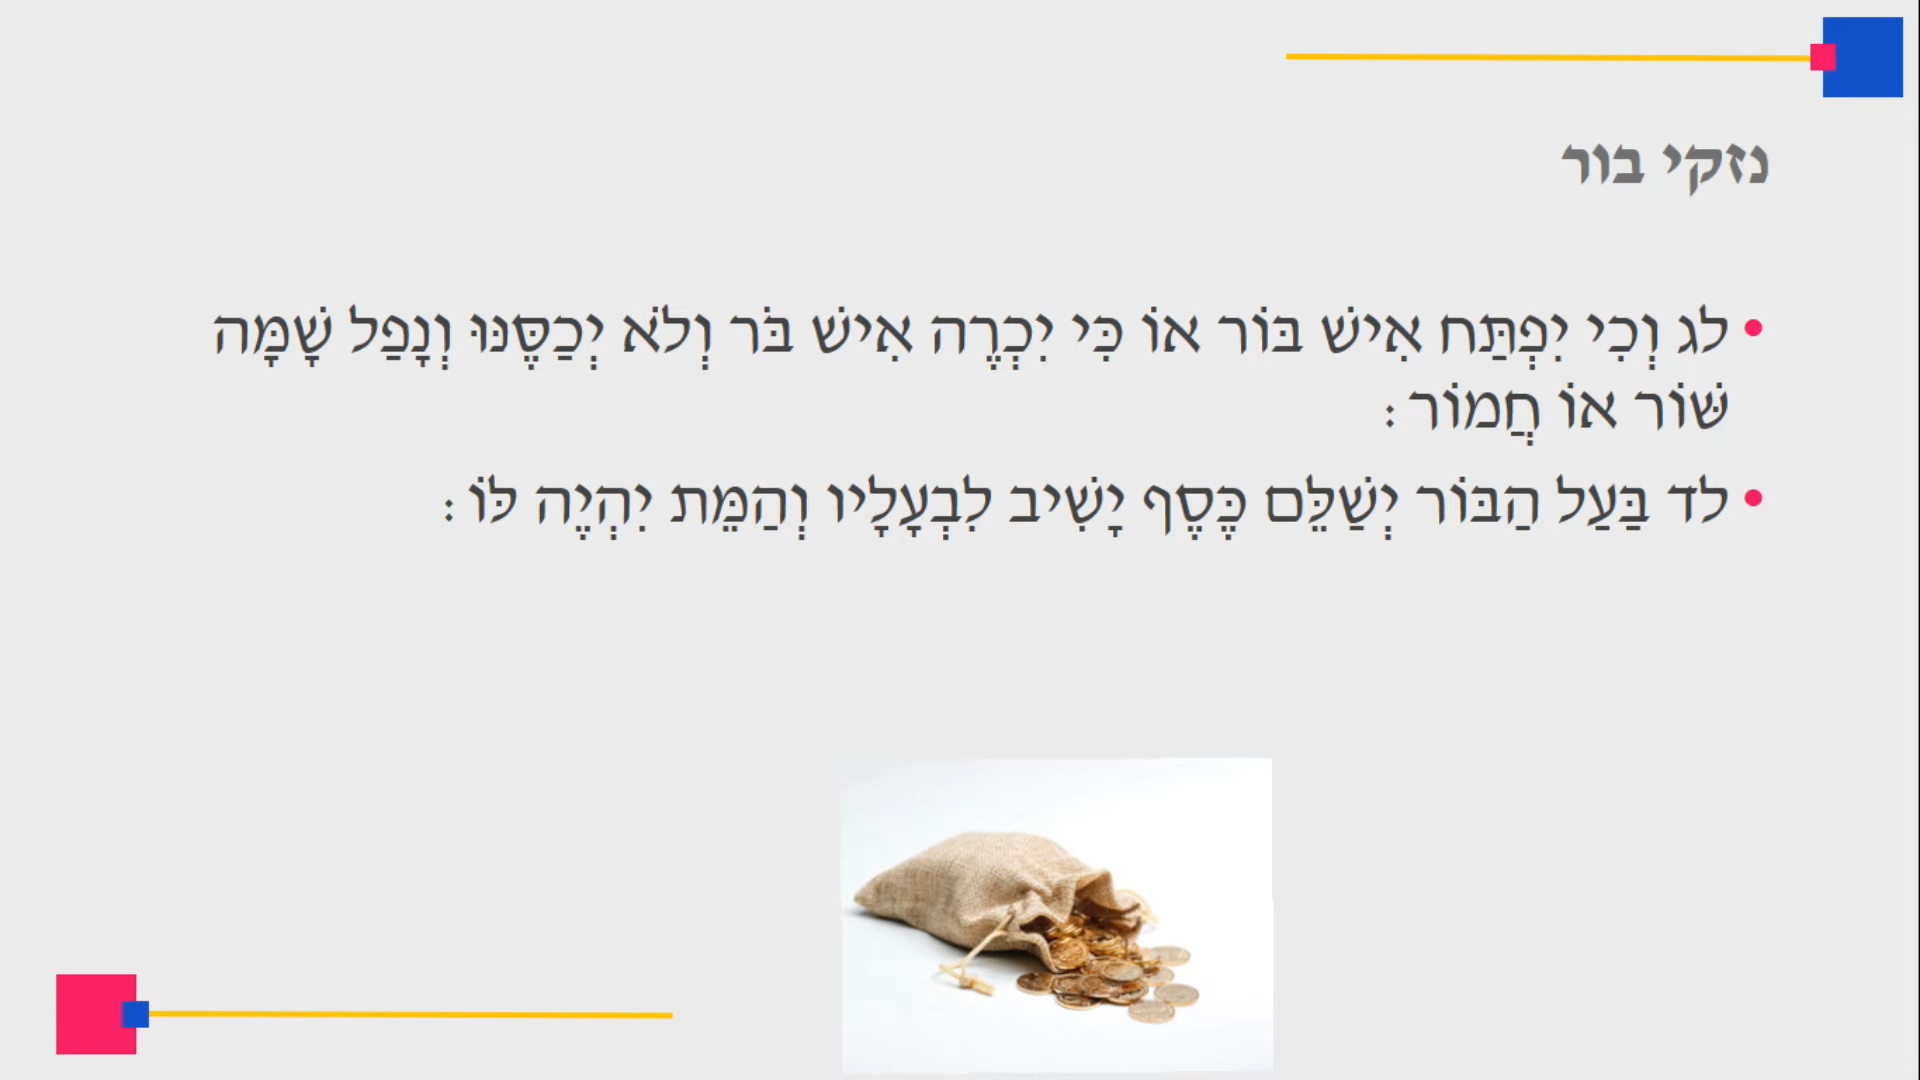 נזקי בור
• לג וְכִי יִפְתַּח אִישׁ בּוֹר אוֹ כִּי יִכְרֶה אִישׁ בֹּר וְלֹא יְכַסֶּנּוּ וְנָפַל שָׁמָּה
שּׁוֹר אוֹ חֲמוֹר :
• לד בַּעַל הַבּוֹר יְשַׁלֵּם כֶּסֶף יָשִׁיב לִבְעָלָיו וְהַמֵּת יִהְיֶה לּוֹ :